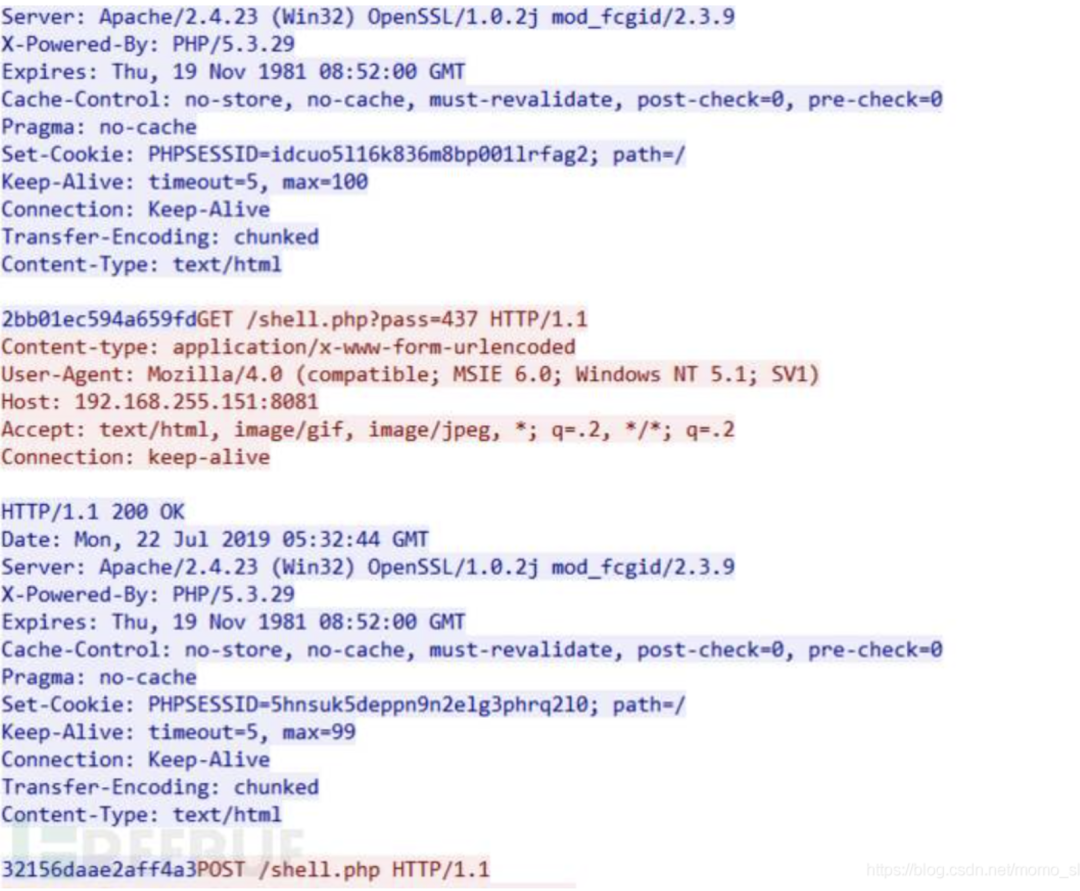 Server: Apache/2.4.23 (Win32) OpenSSL/1.0.2j mod_fcgid/2.3.9
X-Powered-By: PHP/5.3.29
Expires: Thu, 19 Nov 1981 08:52:00 GMT
Cache-Control: no-store, no-cache, must-revalidate, post-check=0, pre-check=0
Pragma: no-cache
Set-Cookie: PHPSESSID=idcuo5l16k836m8bp001lrfag2; path=/
Keep-Alive: timeout=5, max=100
Connection: Keep-Alive
Transfer-Encoding: chunked
Content-Type: text/html
2bb01ec594a659fdGET /shell.php?pass=437 HTTP/1.1
Content-type: application/x-www-form-urlencoded
User-Agent: Mozilla/4.0 (compatible; MSIE 6.0; Windows NT 5.1; SV1)
Host: 192.168.255.151:8081
Accept: text/html, image/gif, image/jpeg, *; q=.2, */*; q=.2
Connection: keep-alive
HTTP/1.1 200 OK
Date: Mon, 22 Jul 2019 05:32:44 GMT
Server: Apache/2.4.23 (Win32) OpenSSL/1.0.2j mod_fcgid/2.3.9
X-Powered-By: PHP/5.3.29
Expires: Thu, 19 Nov 1981 08:52:00 GMT
Cache-Control: no-store, no-cache, must-revalidate, post-check=0, pre-check=0
Pragma: no-cache
Set-Cookie: PHPSESSID=5hnsuk5deppn9n2elg3phrq2l0; path=/
Keep-Alive: timeout=5, max=99
Connection: Keep-Alive
Transfer-Encoding: chunked
Content-Type: text/html
32156daae2aff4a3POST /shell.php HTTP/1.1
https://blog.csdn.net/momo_sl